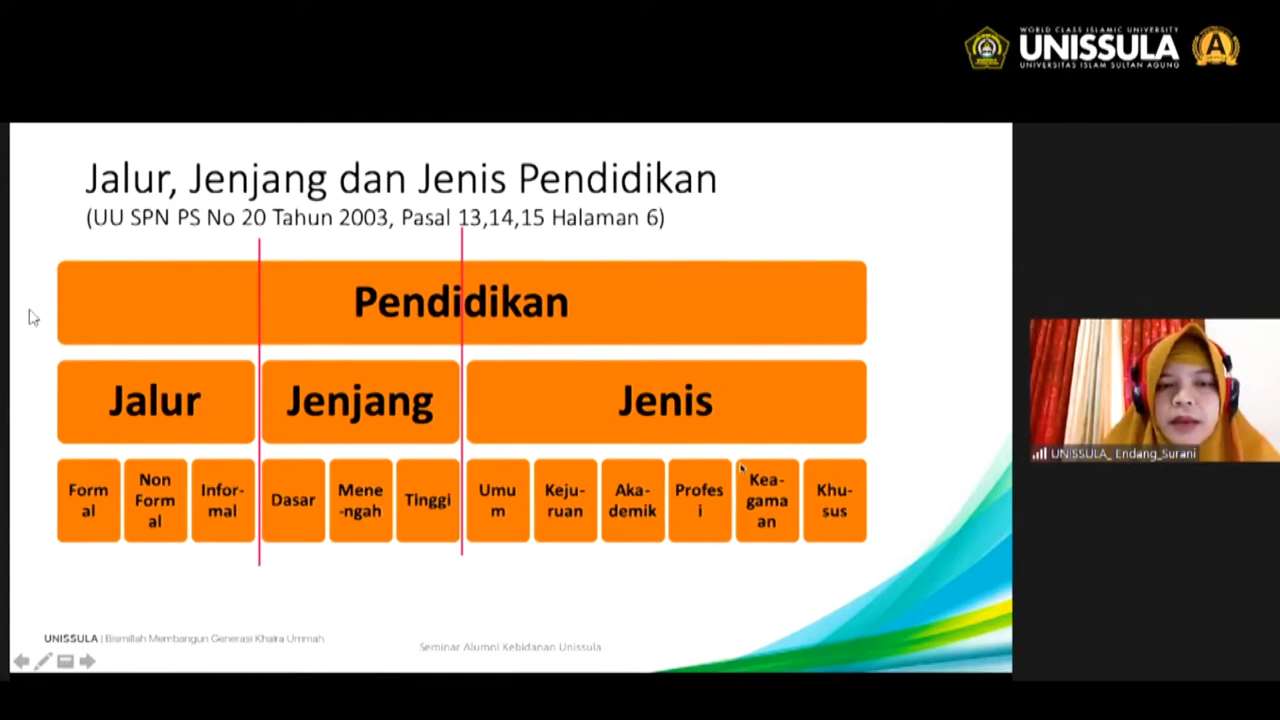 WORLD CLASS ISLAMIC UNIVERSITY
UNISSULA
UNIVERSITAS ISLAM SULTAN AGUNG
A
Jalur, Jenjang dan Jenis Pendidikan
(UU SPN PS No 20 Tahun 2003, Pasal 13,14,15 Halaman 6)
Pendidikan
Jalur
Jenjang
Jenis
Form
al
Non
Form
al
Infor-
mal
Dasar
Mene
-ngah
Tinggi
Umu
m
Keju-
ruan
Aka-
demik
Profes
i
Kea-
gama
an
Khu-
sus
UNISSULA_ Endang_Surani
UNISSULA | Bismillah Membangun Generasi Khaira Ummah
Seminar Alumni Kebidanan Unissula